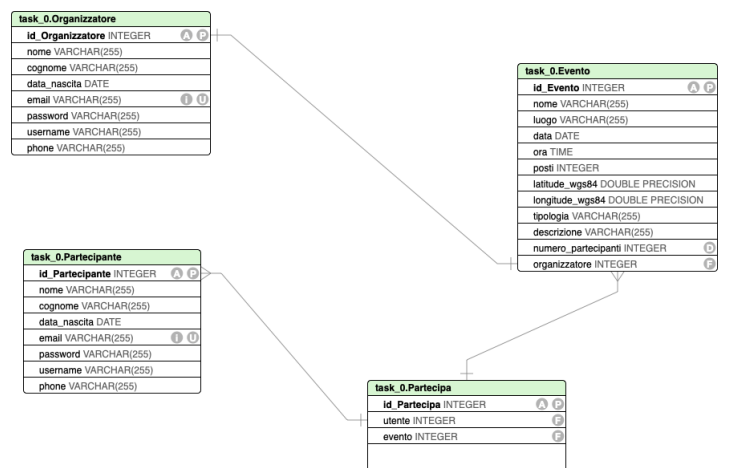 task_0.Organizzatore
id_Organizzatore INTEGER A P
nome VARCHAR(255)
cognome VARCHAR(255)
data_nascita DATE
email VARCHAR(255) i U
password VARCHAR(255)
username VARCHAR(255)
phone VARCHAR(255)
task_0.Evento
id_Evento INTEGER A P
nome VARCHAR(255)
luogo VARCHAR(255)
data DATE
ora TIME
posti INTEGER
latitude_wgs84 DOUBLE PRECISION
longitude_wgs84 DOUBLE PRECISION
tipologia VARCHAR(255)
descrizione VARCHAR(255)
numero_partecipanti INTEGER D
organizzatore INTEGER F
task_0.Partecipante
id_Partecipante INTEGER A P
nome VARCHAR(255)
cognome VARCHAR(255)
data_nascita DATE
email VARCHAR(255) i U
password VARCHAR(255)
username VARCHAR(255)
phone VARCHAR(255)
task_0.Partecipa
id_Partecipa INTEGER A P
utente INTEGER F
evento INTEGER F